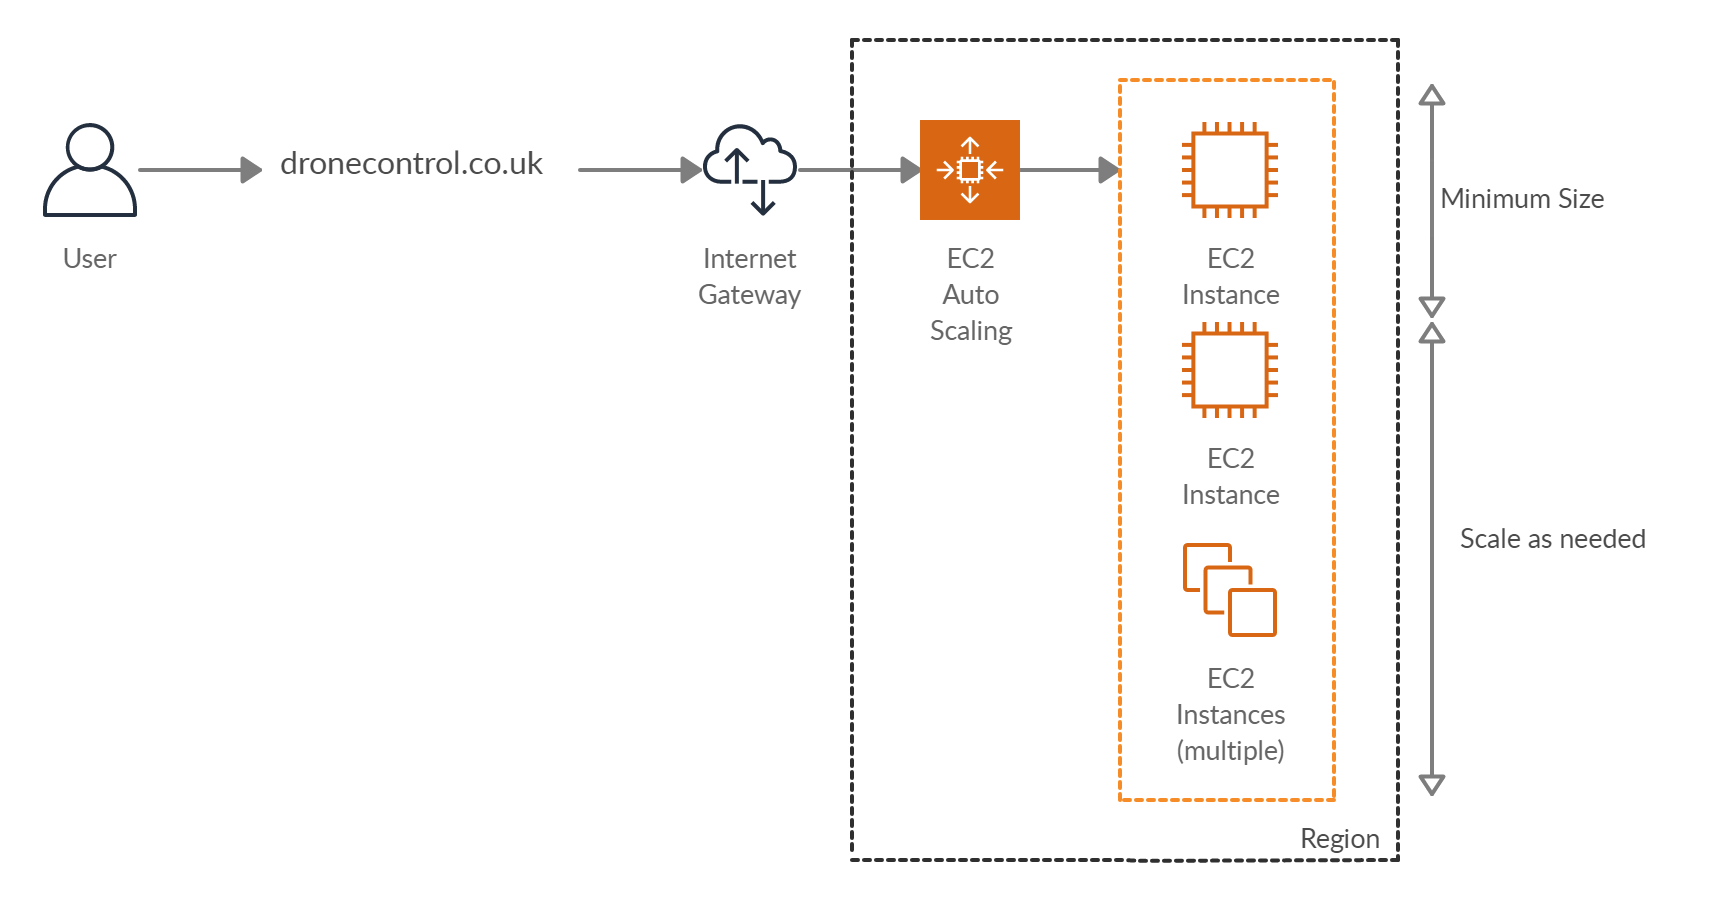 dronecontrol.co.uk
User
Internet
Gateway
EC2
Auto
Scaling
EC2
Instance
EC2
Instance
EC2
Instances
(multiple)
Minimum Size
Scale as needed
Region